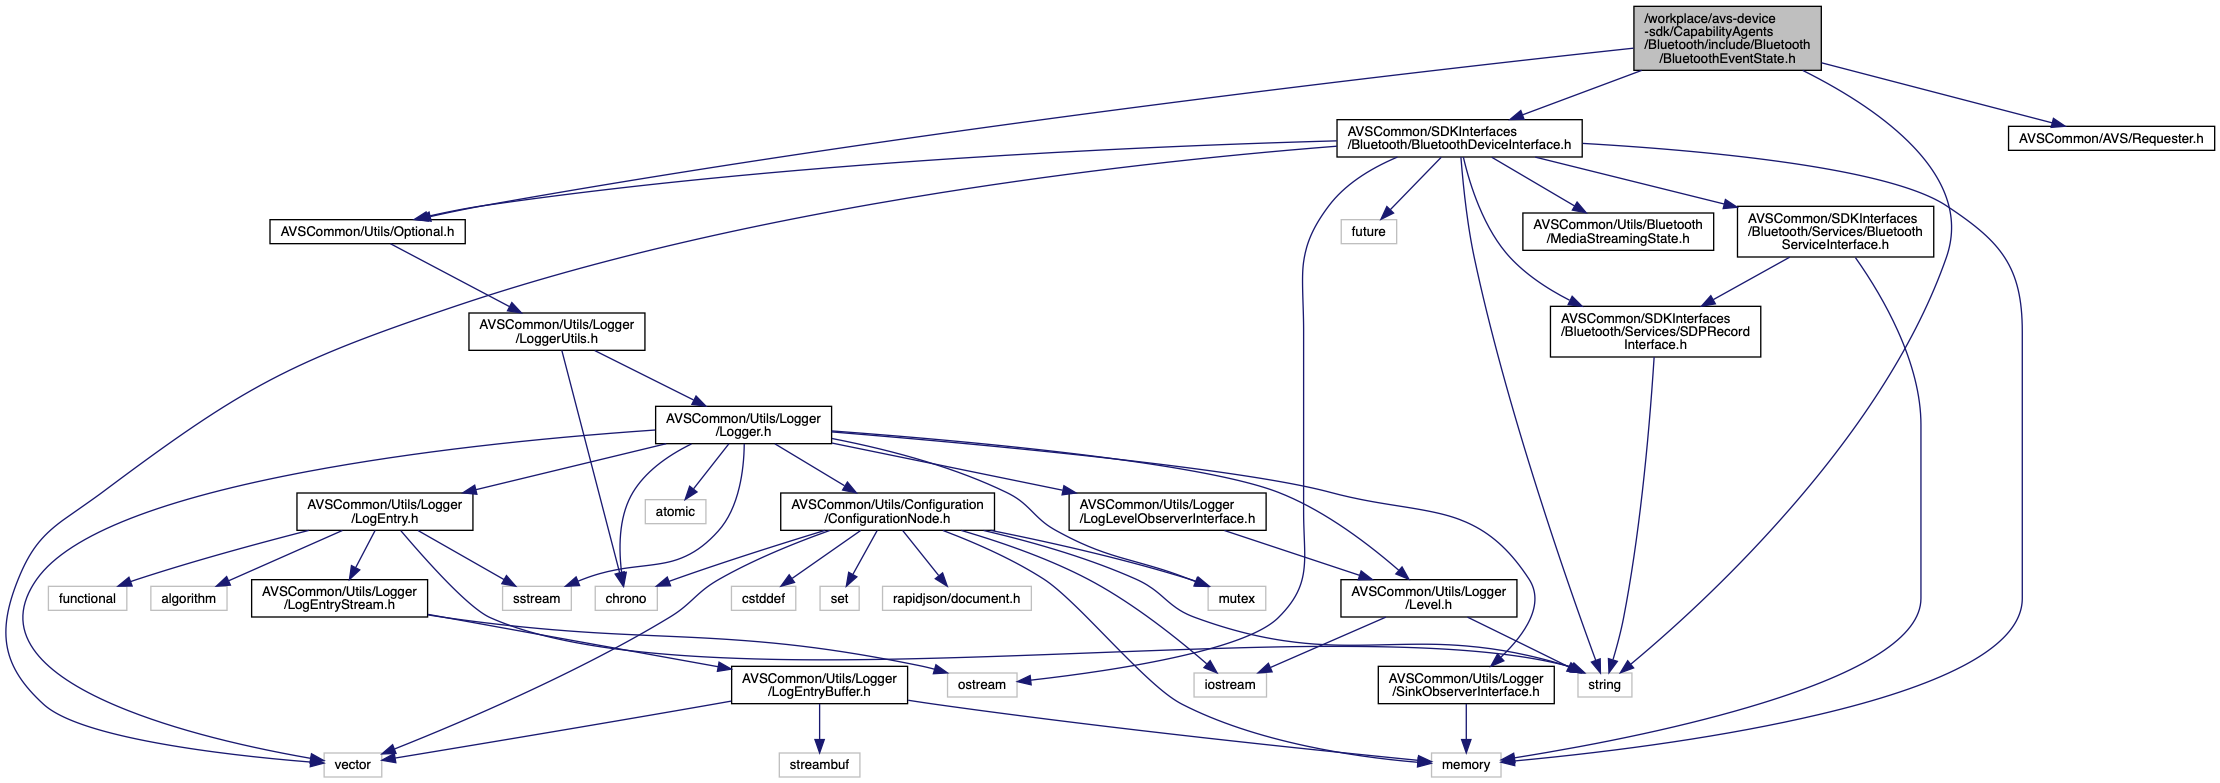 /workplace/avs-device
-sdk/CapabilityAgents
/Bluetooth/include/Bluetooth
/BluetoothEventState.h
AVSCommon/SDKInterfaces
/Bluetooth/BluetoothDeviceInterface.h
AVSCommon/AVS/Requester.h
AVSCommon/Utils/Optional.h
future
AVSCommon/Utils/Bluetooth
/MediaStreamingState.h
AVSCommon/SDKInterfaces
/Bluetooth/Services/Bluetooth
ServiceInterface.h
AVSCommon/Utils/Logger
/LoggerUtils.h
AVSCommon/SDKInterfaces
/Bluetooth/Services/SDPRecord
Interface.h
AVSCommon/Utils/Logger
/Logger.h
AVSCommon/Utils/Logger
/LogEntry.h
atomic
AVSCommon/Utils/Configuration
/ConfigurationNode.h
AVSCommon/Utils/Logger
/LogLevelObserverInterface.h
functional
algorithm
AVSCommon/Utils/Logger
/LogEntryStream.h
sstream
chrono
cstddef
set
rapidjson/document.h
mutex
AVSCommon/Utils/Logger
/Level.h
AVSCommon/Utils/Logger
/LogEntryBuffer.h
ostream
iostream
AVSCommon/Utils/Logger
/SinkObserverInterface.h
string
vector
streambuf
memory